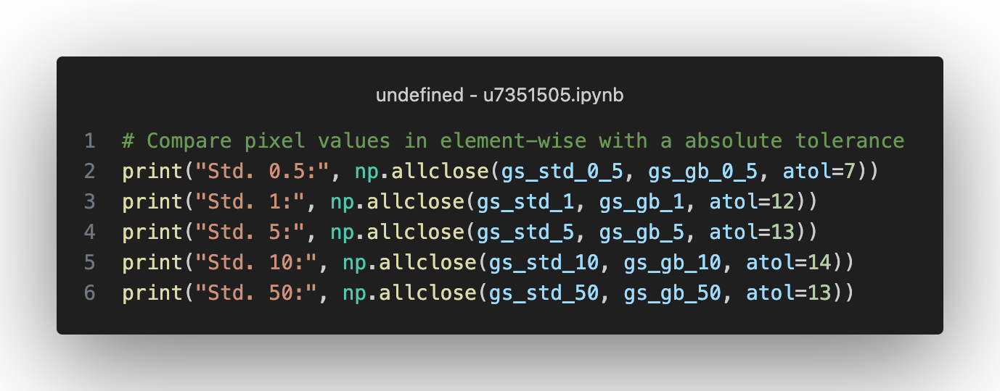 undefined - u7351505.ipynb
1 # Compare pixel values in element-wise with a absolute tolerance
2 print("Std. 0.5:", np.allclose(gs_std_0_5, gs_gb_0_5, atol=7))
3 print("Std. 1:", np.allclose(gs_std_1, gs_gb_1, atol=12))
4 print("Std. 5:", np.allclose(gs_std_5, gs_gb_5, atol=13))
5 print("Std. 10:", np.allclose(gs_std_10, gs_gb_10, atol=14))
6 print("Std. 50:", np.allclose(gs_std_50, gs_gb_50, atol=13))